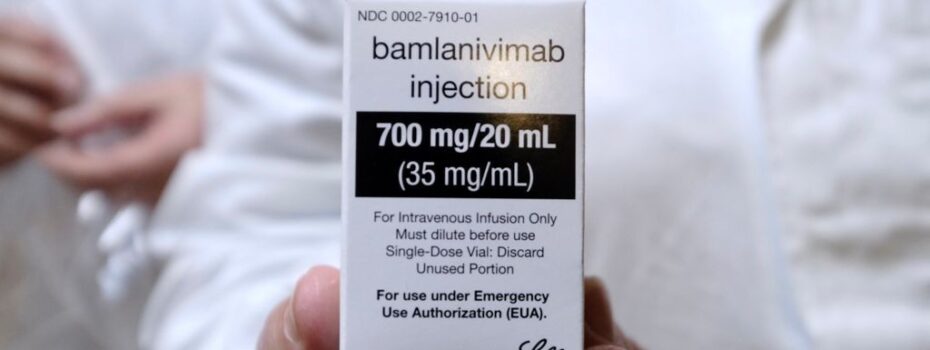 NDC 0002-7910-01
bamlanivimab
injection
700 mg/20 mL
(35 mg/mL)
For Intravenous Infusion Only
Must dilute before use
Single-Dose Vial: Discard
Unused Portion
For use under Emergency
Use Authorization (EUA).